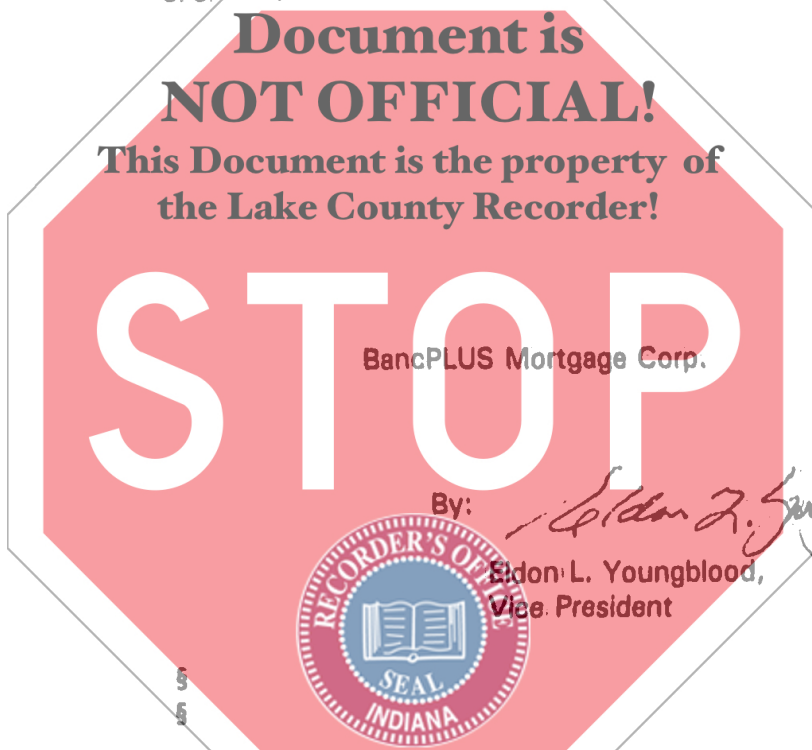 Document is
NOT OFFICIAL!
This Document is the property of
the Lake County Recorder!
STOP
BancPLUS Mortgage Corp.
By: Eldon L.
Eldon L. Youngblood,
Vice President
RECORDER'S OFFICE
SEAL
INDIANA
§
§